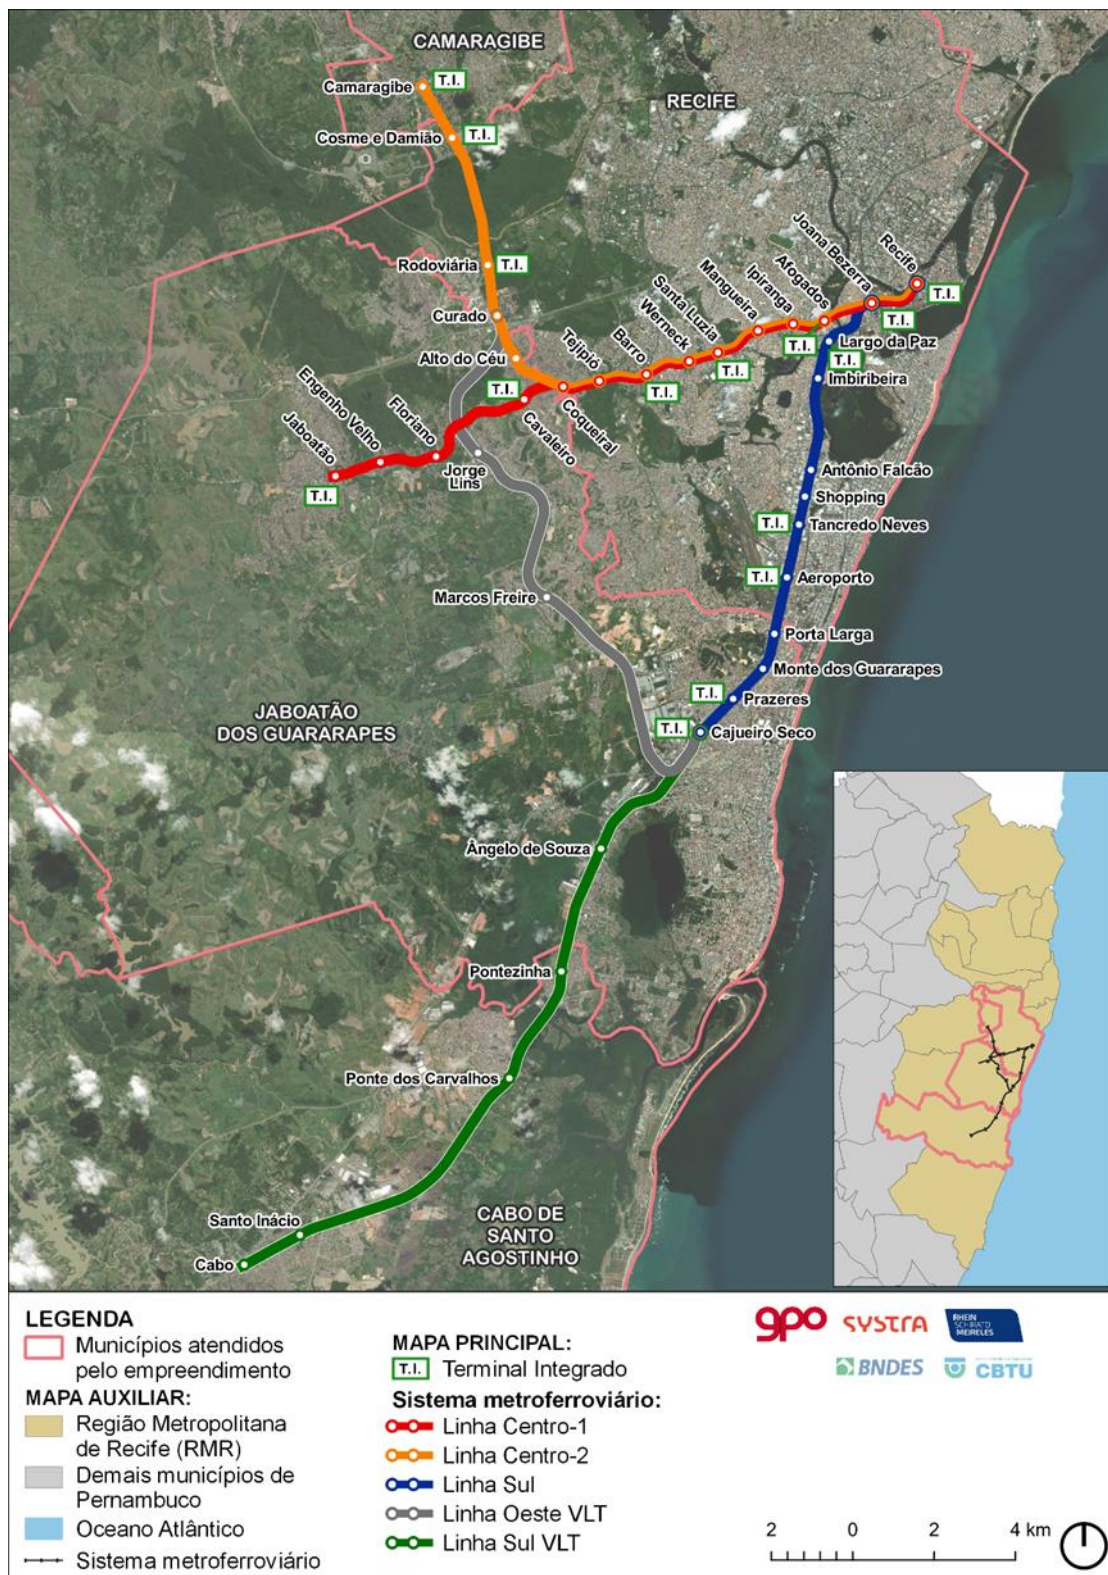 CAMARAGIBE
RECIFE
Camaragibe
T.I.
Cosme e Damião
T.I.
Rodoviária
T.I.
Curado
Alto do Céu
T.I.
Jaboatão
T.I.
Engenho Velho
Floriano
Jorge
Lins
Cavaleiro
Coqueiral
Tejipió
Barro
T.I.
Werneck
Santa Luzia
T.I.
Mangueira
Ipiranga
Afogados
T.I.
Joana Bezerra
T.I.
Recife
T.I.
Largo da Paz
T.I.
Imbiribeira
Antônio Falcão
Shopping
T.I.
Tancredo Neves
T.I.
Aeroporto
Marcos Freire
Porta Larga
Monte dos Guararapes
T.I.
Prazeres
T.I.
Cajueiro Seco
JABOATÃO
DOS GUARARAPES
Ângelo de Souza
Pontezinha
Ponte dos Carvalhos
Santo Inácio
Cabo
CABO DE
SANTO
AGOSTINHO
LEGENDA
Municípios atendidos
pelo empreendimento
MAPA AUXILIAR:
Região Metropolitana
de Recife (RMR)
Demais municípios de
Pernambuco
Oceano Atlântico
Sistema metroferroviário
MAPA PRINCIPAL:
T.I. Terminal Integrado
Sistema metroferroviário:
Linha Centro-1
Linha Centro-2
Linha Sul
Linha Oeste VLT
Linha Sul VLT
gpo
SYSTRA
RHEIN
SCHIRATO
MEIRELES
BNDES
CBTU
2 0 2 4 km